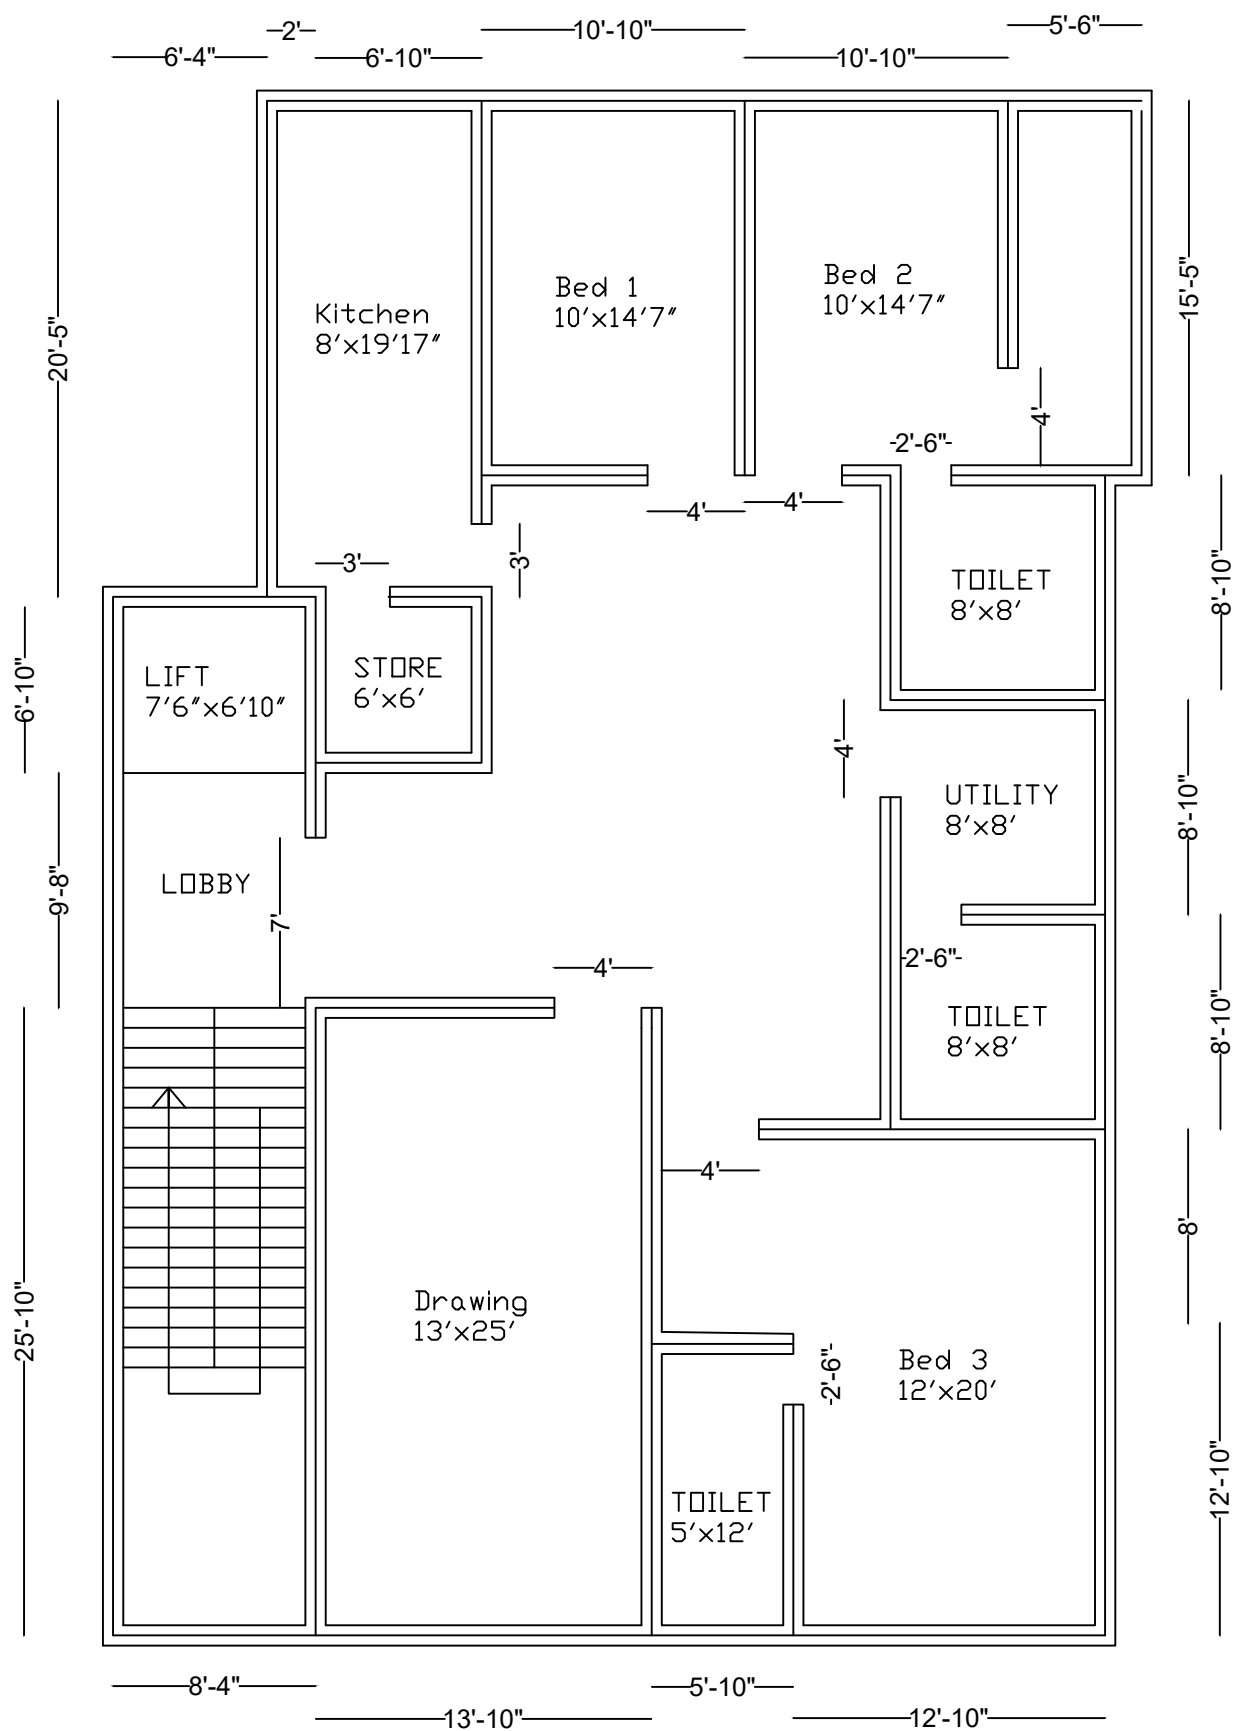 2'
10'-10"
5'-6"
6'-4"
6'-10"
10'-10"
Bed 1
10'x14'7"
Bed 2
10'x14'7"
15'-5"
Kitchen
8'x19'17"
20'-5"
4'
2'-6"
4'
4'
3'
3'
TOILET
8'x8'
8'-10"
STORE
6'x6'
LIFT
7'6"x6'10"
6'-10"
4'
UTILITY
8'x8'
8'-10"
LOBBY
9'-8"
7'
4'
2'-6"
TOILET
8'x8'
8'-10"
4'
8'
Drawing
13'x25'
25'-10"
Bed 3
12'x20'
2'-6"
12'-10"
TOILET
5'x12'
8'-4"
5'-10"
13'-10"
12'-10"